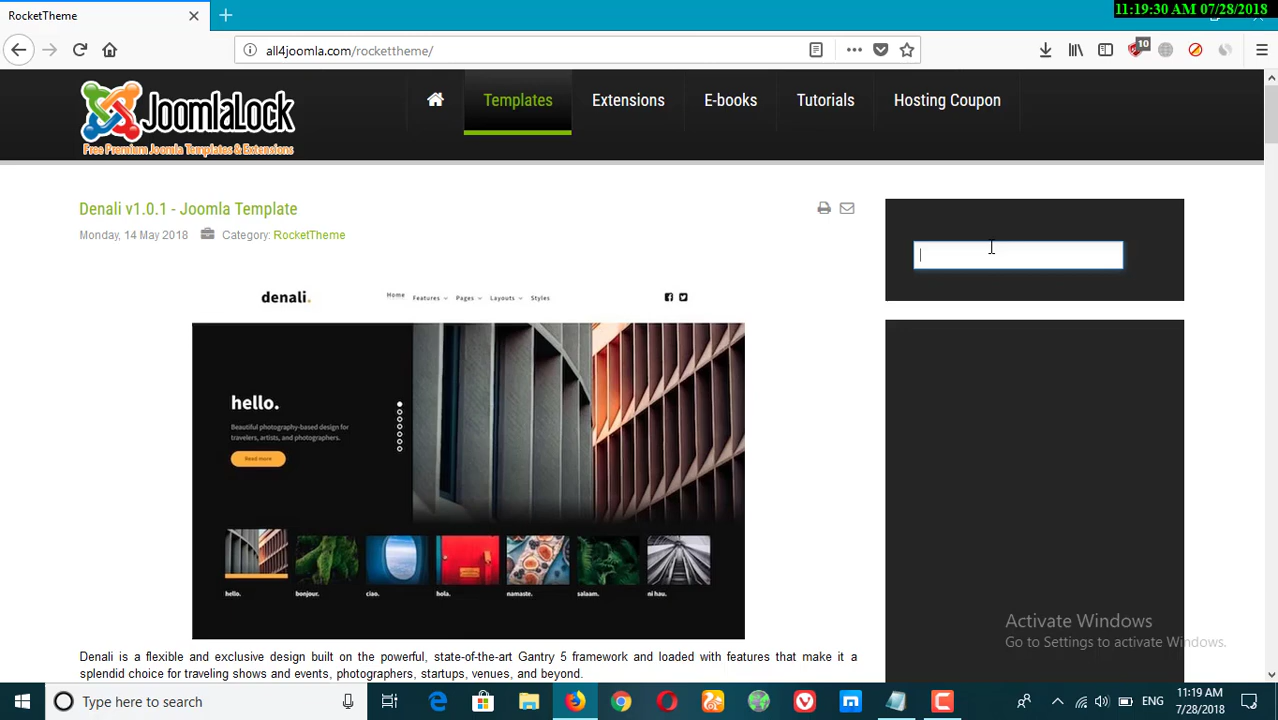 11:19:30 AM 07/28/2018
RocketTheme
all4joomla.com/rockettheme/
10
JoomlaLock
Free Premium Joomla Templates & Extensions
Templates
Extensions
E-books
Tutorials
Hosting Coupon
Denali v1.0.1 - Joomla Template
Monday, 14 May 2018
Category: RocketTheme
denali.
Home
Features
Pages
Layouts
Styles
hello.
Beautiful photography-based design for
travelers, artists, and photographers.
Read more
hello.
bonjour.
ciao.
hola.
namaste.
salaam.
ni hau.
Denali is a flexible and exclusive design built on the powerful, state-of-the-art Gantry 5 framework and loaded with features that make it a
splendid choice for traveling shows and events, photographers, startups, venues, and beyond.
Activate Windows
Go to Settings to activate Windows.
Type here to search
ENG
11:19 AM
7/28/2018